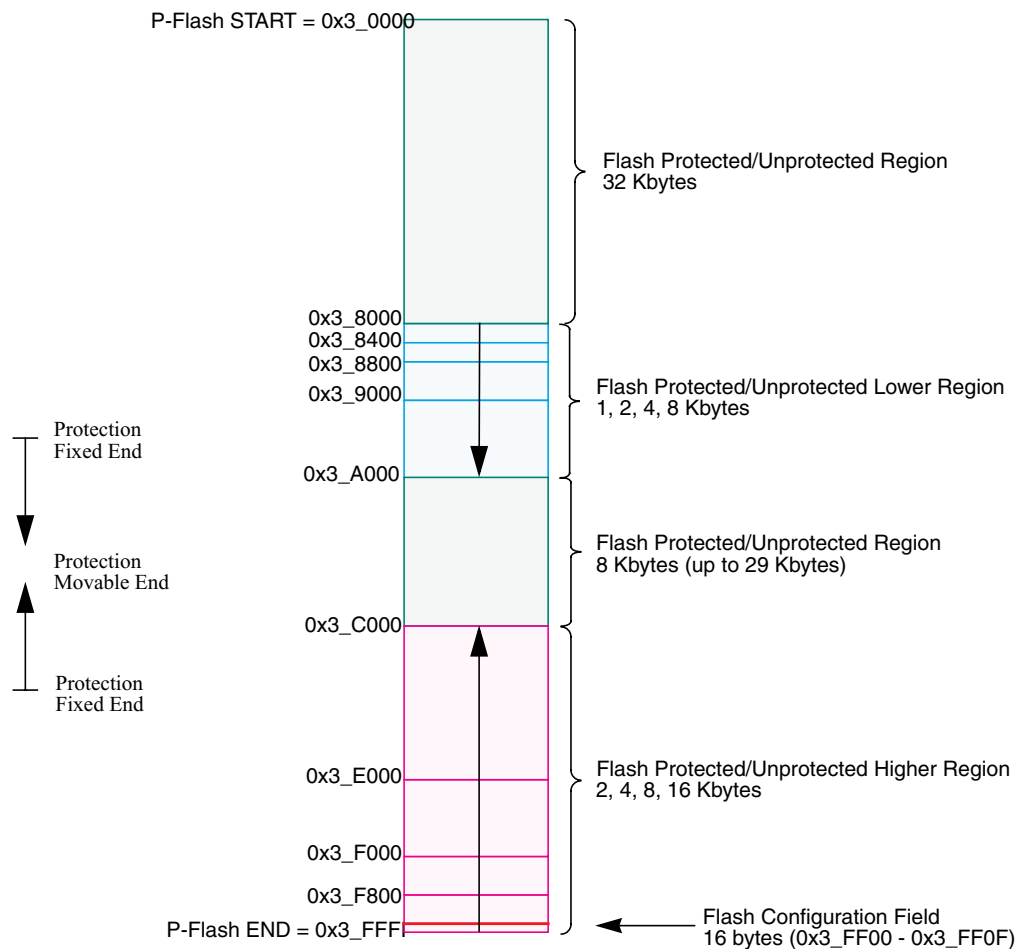 P-Flash START = 0x3_0000
Flash Protected/Unprotected Region
32 Kbytes
0x3_8000
0x3_8400
0x3_8800
0x3_9000
Flash Protected/Unprotected Lower Region
1, 2, 4, 8 Kbytes
Protection
Fixed End
0x3_A000
Protection
Movable End
Flash Protected/Unprotected Region
8 Kbytes (up to 29 Kbytes)
0x3_C000
Protection
Fixed End
0x3_E000
Flash Protected/Unprotected Higher Region
2, 4, 8, 16 Kbytes
0x3_F000
0x3_F800
P-Flash END = 0x3_FFF
Flash Configuration Field
16 bytes (0x3_FF00 - 0x3_FF0F)